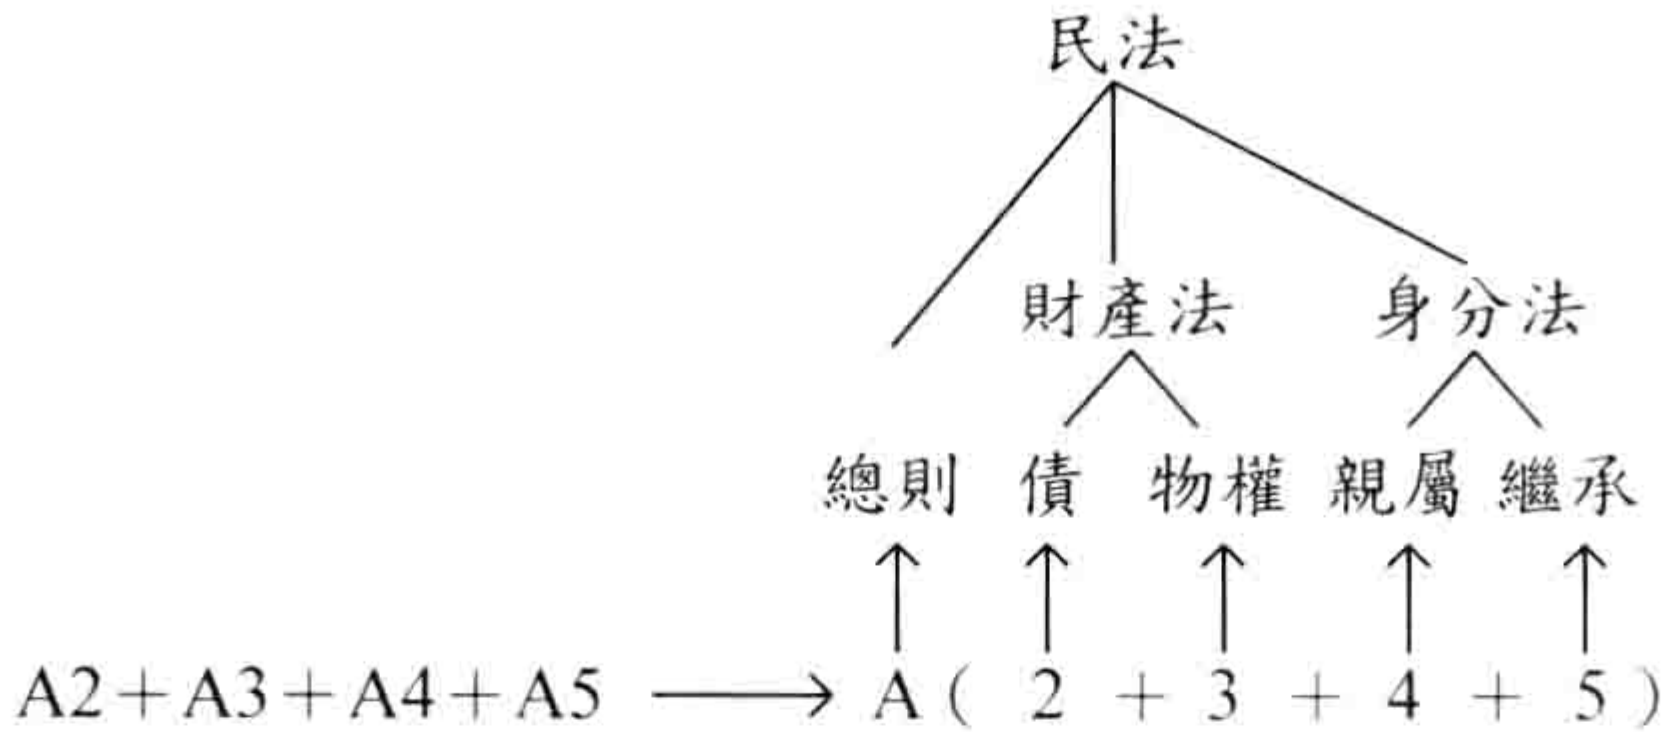 民法
財產法 身分法
總則 債 物權 親屬 繼承
A2+A3+A4+A5 → A( 2 + 3 + 4 + 5 )